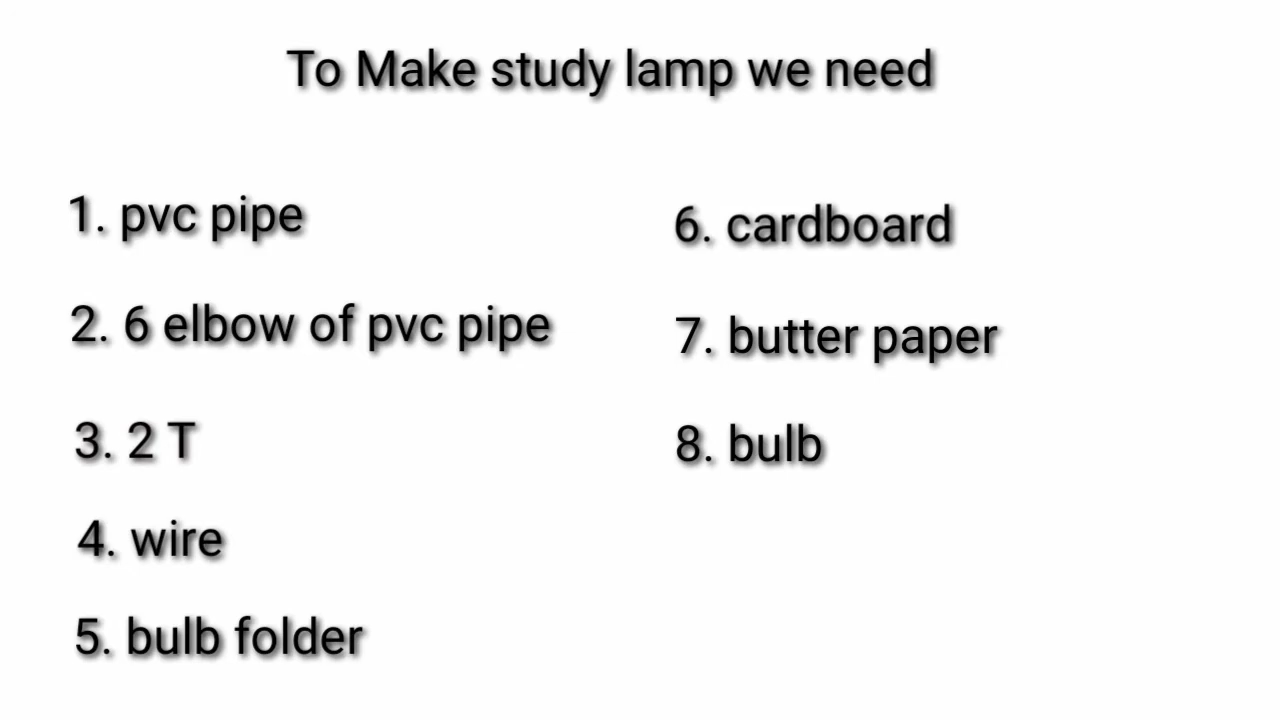 To Make study lamp we need
1. pvc pipe
2. 6 elbow of pvc pipe
3. 2 T
4. wire
5. bulb folder
6. cardboard
7. butter paper
8. bulb